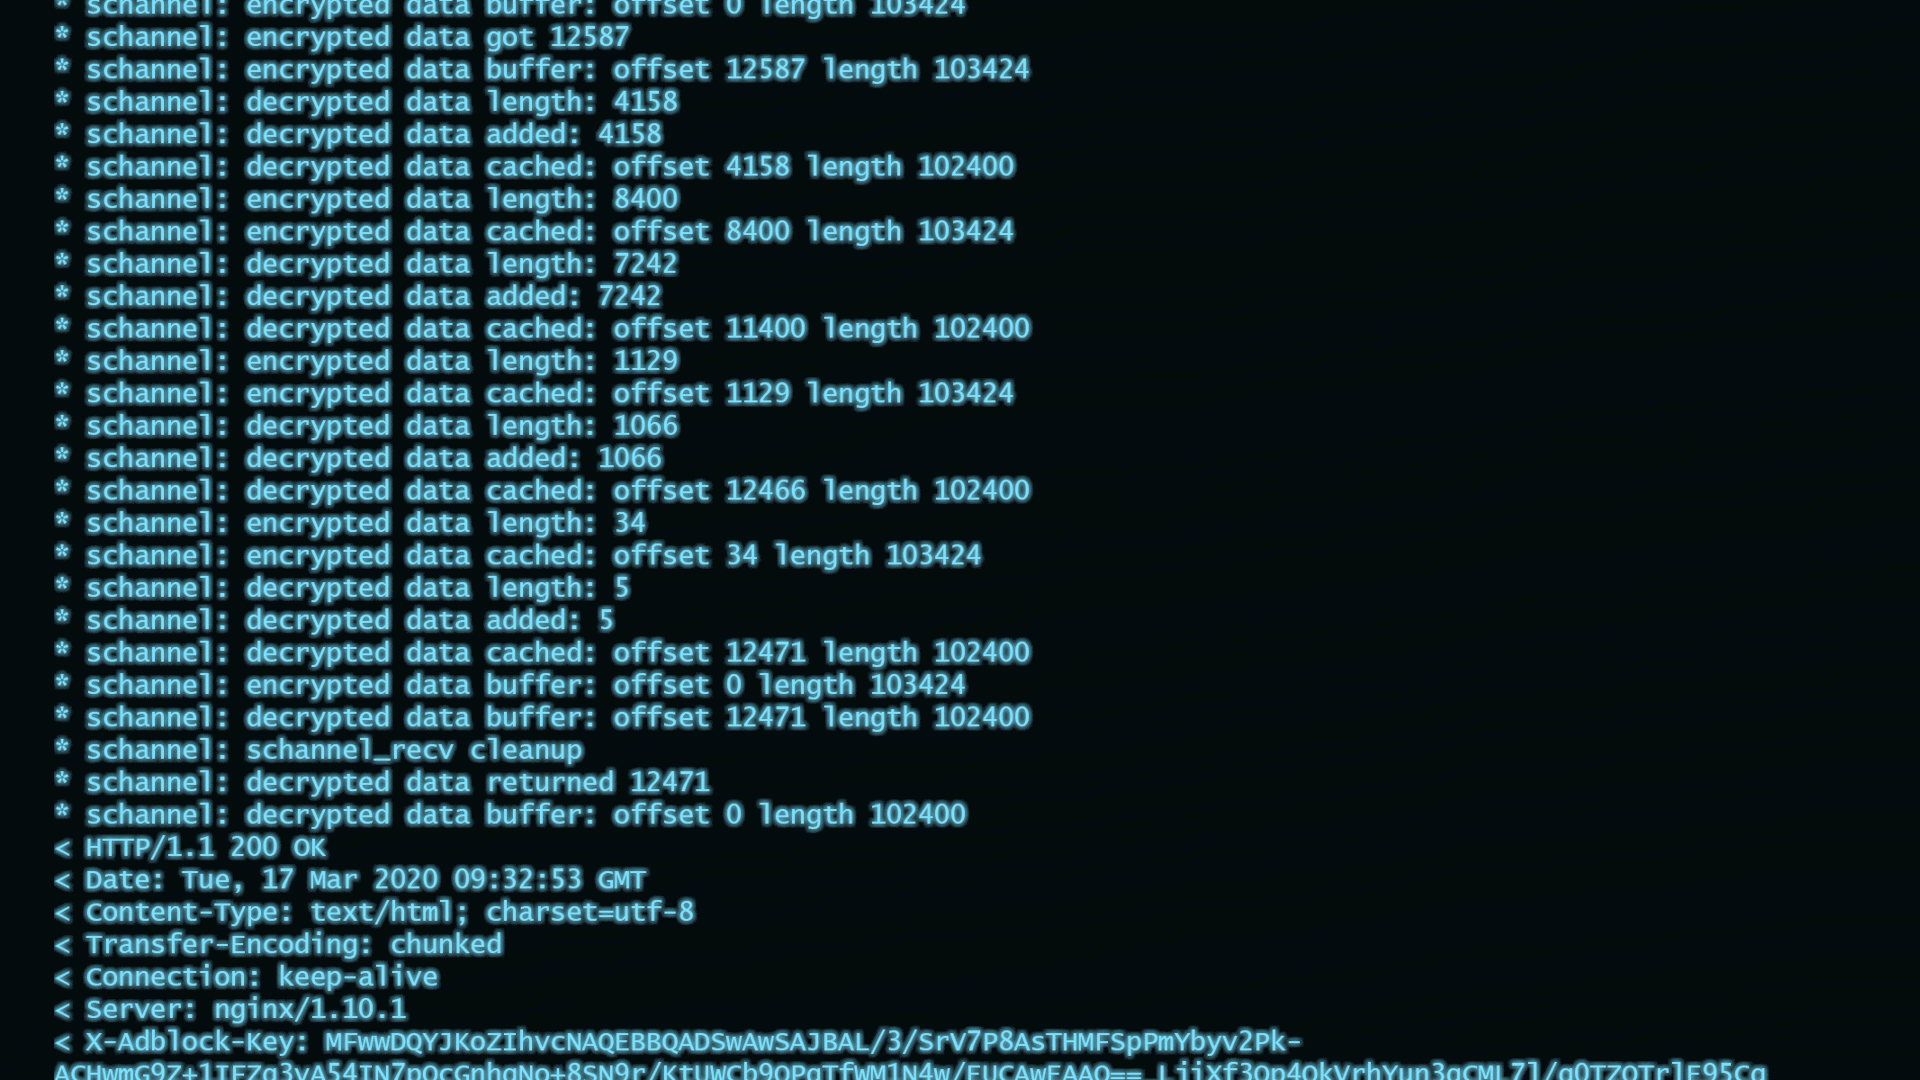 * schannel: encrypted data buffer: offset 0 length 103424
* schannel: encrypted data got 12587
* schannel: encrypted data buffer: offset 12587 length 103424
* schannel: decrypted data length: 4158
* schannel: decrypted data added: 4158
* schannel: decrypted data cached: offset 4158 length 102400
* schannel: encrypted data length: 8400
* schannel: encrypted data cached: offset 8400 length 103424
* schannel: decrypted data length: 7242
* schannel: decrypted data added: 7242
* schannel: decrypted data cached: offset 11400 length 102400
* schannel: encrypted data length: 1129
* schannel: encrypted data cached: offset 1129 length 103424
* schannel: decrypted data length: 1066
* schannel: decrypted data added: 1066
* schannel: decrypted data cached: offset 12466 length 102400
* schannel: encrypted data length: 34
* schannel: encrypted data cached: offset 34 length 103424
* schannel: decrypted data length: 5
* schannel: decrypted data added: 5
* schannel: decrypted data cached: offset 12471 length 102400
* schannel: encrypted data buffer: offset 0 length 103424
* schannel: decrypted data buffer: offset 12471 length 102400
* schannel: schannel_recv cleanup
* schannel: decrypted data returned 12471
* schannel: decrypted data buffer: offset 0 length 102400
< HTTP/1.1 200 OK
< Date: Tue, 17 Mar 2020 09:32:53 GMT
< Content-Type: text/html; charset=utf-8
< Transfer-Encoding: chunked
< Connection: keep-alive
< Server: nginx/1.10.1
< X-Adblock-Key: MFwwDQYJKoZIhvcNAQEBBQADSwAwSAJBAL/3/SrV7P8AsTHMFSpPmYbyv2Pk-